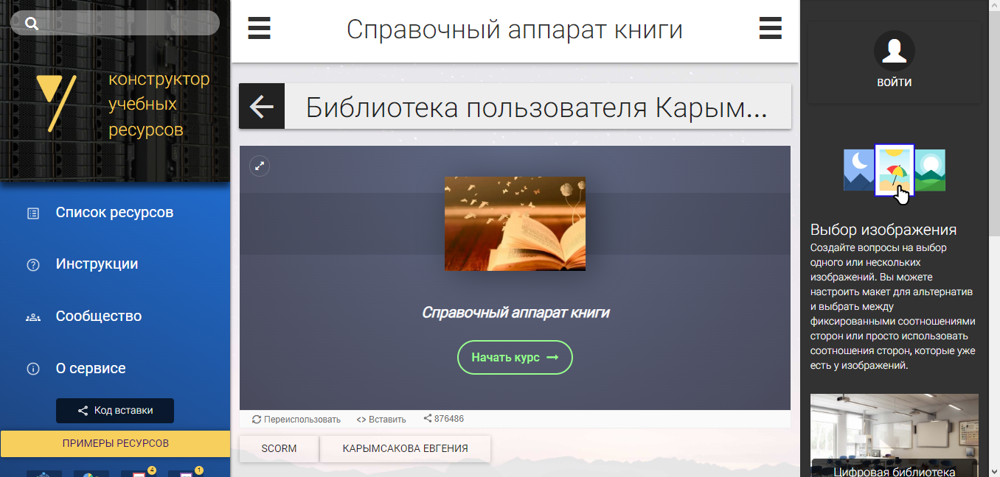 конструктор
учебных
ресурсов
Список ресурсов
Инструкции
Сообщество
О сервисе
Код вставки
ПРИМЕРЫ РЕСУРСОВ
4
1
Справочный аппарат книги
Библиотека пользователя Карым...
Справочный аппарат книги
Начать курс
Переиспользовать
<> Вставить
876486
SCORM
КАРЫМСАКОВА ЕВГЕНИЯ
ВОЙТИ
Выбор изображения
Создайте вопросы на выбор
одного или нескольких
изображений. Вы можете
настроить макет для альтернатив
и выбрать между
фиксированными соотношениями
сторон или просто использовать
соотношения сторон, которые уже
есть у изображений.
Цифровая библиотека